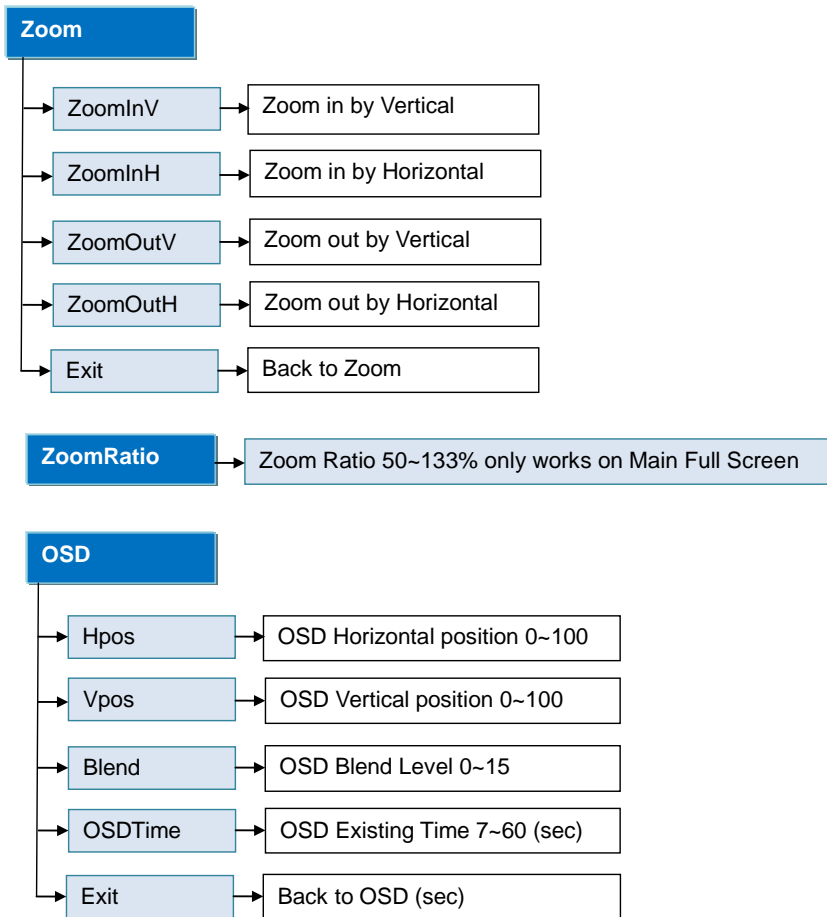 Zoom
ZoomInV Zoom in by Vertical
ZoomInH Zoom in by Horizontal
ZoomOutV Zoom out by Vertical
ZoomOutH Zoom out by Horizontal
Exit Back to Zoom
ZoomRatio Zoom Ratio 50~133% only works on Main Full Screen
OSD
Hpos OSD Horizontal position 0~100
Vpos OSD Vertical position 0~100
Blend OSD Blend Level 0~15
OSDTime OSD Existing Time 7~60 (sec)
Exit Back to OSD (sec)